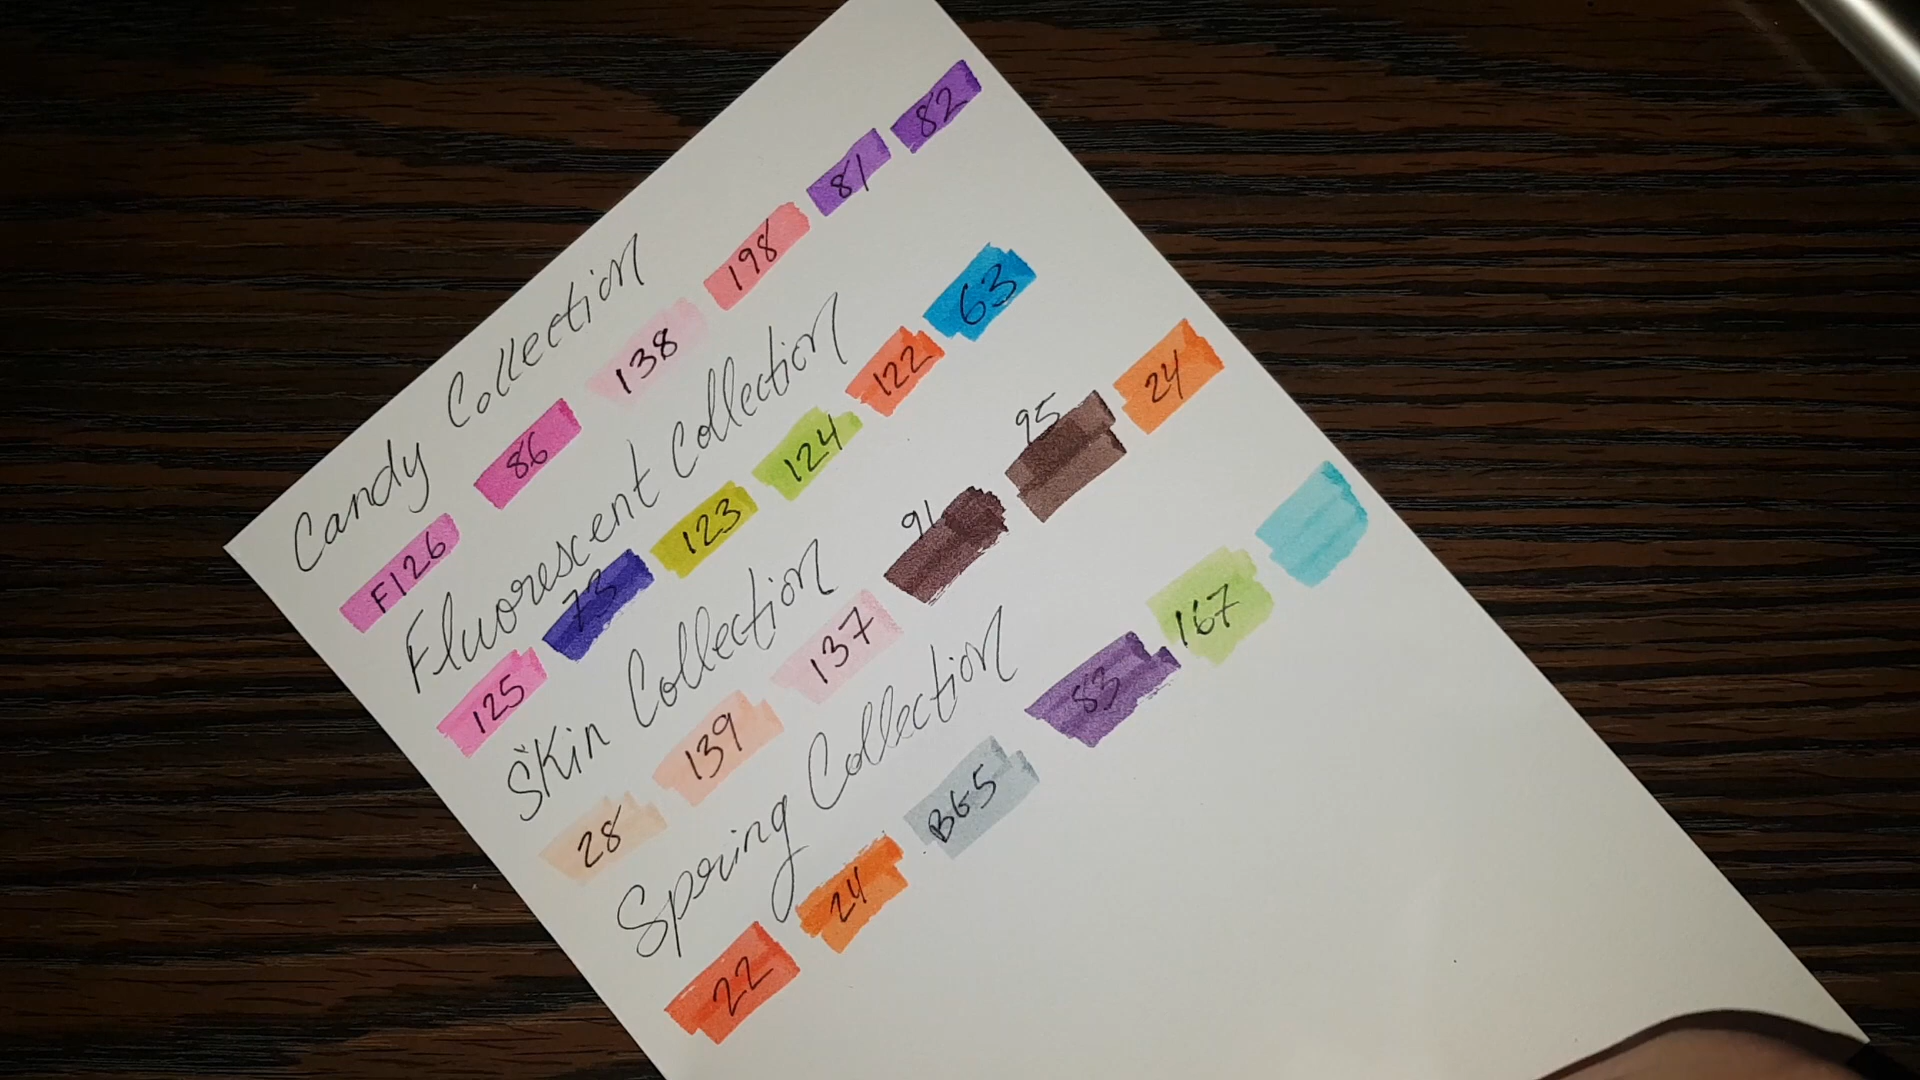 Candy Collection
F126 86 138 198 81 82
Fluorescent Collection
125 73 123 124 122 63
Skin Collection
28 139 137 91 95 24
Spring Collection
22 24 BG5 83 167